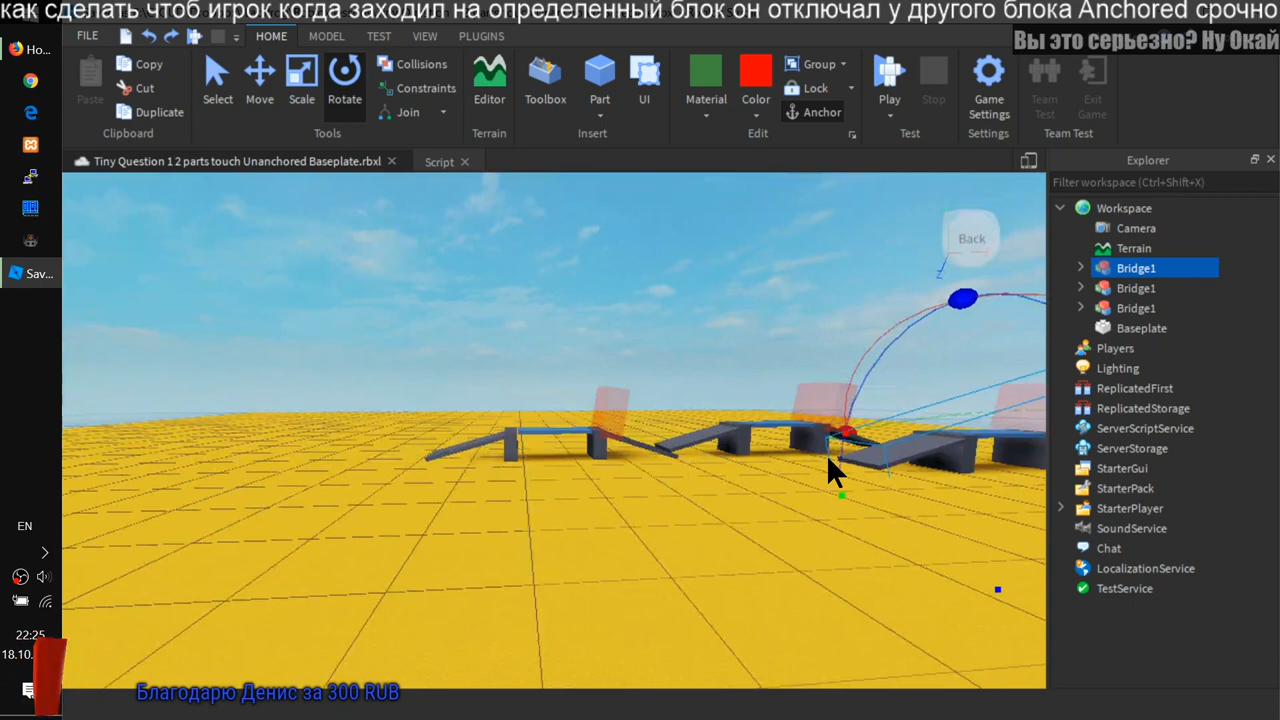 как сделать чтоб игрок когда заходил на определенный блок он отключал у другого блока Anchored срочно
Вы это серьезно? Ну Окай
FILE HOME MODEL TEST VIEW PLUGINS
Paste Copy Cut Duplicate Clipboard
Select Move Scale Rotate Collisions Constraints Join Tools
Editor Terrain
Toolbox Part UI Insert
Material Color Group Lock Anchor Edit
Play Stop Test
Game Settings Settings
Team Test Exit Game Team Test
Tiny Question 1 2 parts touch Unanchored Baseplate.rbxl
Script
Explorer
Filter workspace (Ctrl+Shift+X)
Workspace
Camera
Terrain
Bridge1
Bridge1
Bridge1
Baseplate
Players
Lighting
ReplicatedFirst
ReplicatedStorage
ServerScriptService
ServerStorage
StarterGui
StarterPack
StarterPlayer
SoundService
Chat
LocalizationService
TestService
Back
Z
Ho...
Sav...
EN
22:25
18.10.
Благодарю Денис за 300 RUB